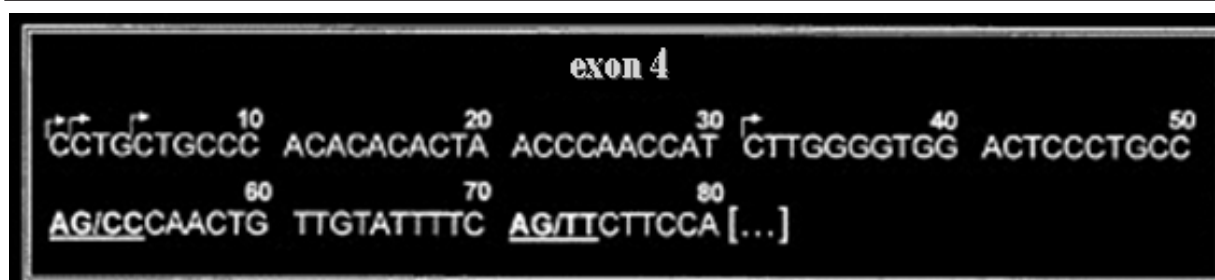 exon 4
10 20 30 40 50
CCTGCTGCCC ACACACACTA ACCCAACCAT CTTGGGGTGG ACTCCCTGCC
60 70 80
AG/CCCAACTG TTGTATTTTC AG/TTCTTCCA [...]